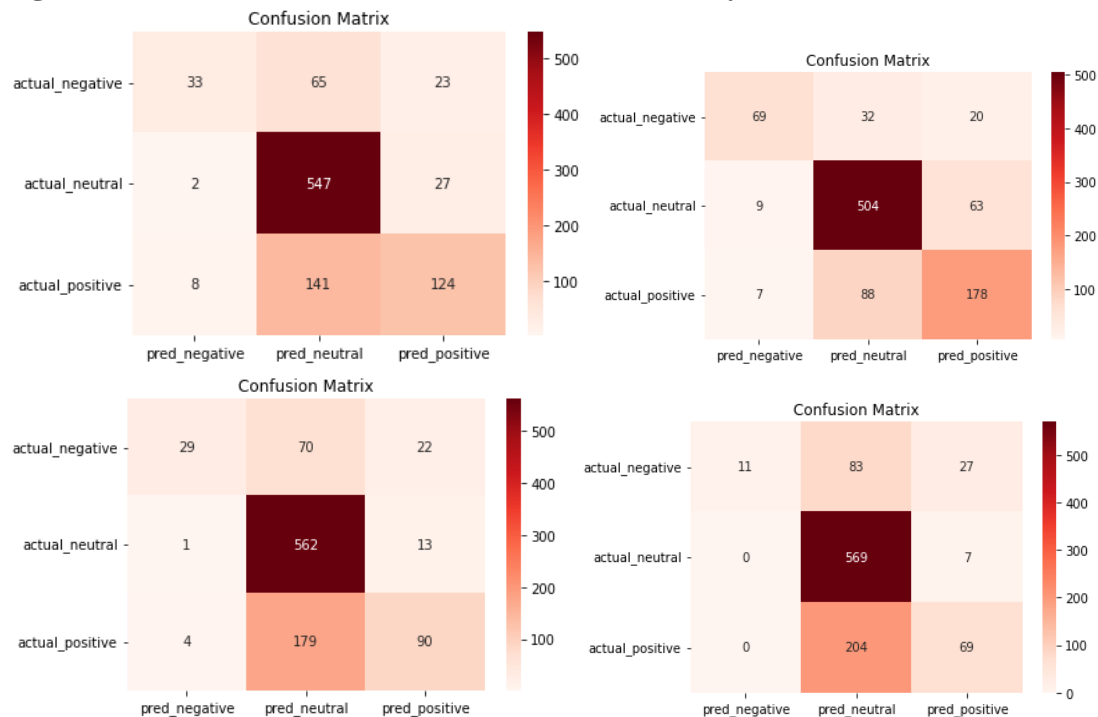 Confusion Matrix
actual_negative
33 65 23
actual_neutral
2 547 27
actual_positive
8 141 124
pred_negative pred_neutral pred_positive
500
400
300
200
100
Confusion Matrix
actual_negative
69 32 20
actual_neutral
9 504 63
actual_positive
7 88 178
pred_negative pred_neutral pred_positive
500
400
300
200
100
Confusion Matrix
actual_negative
29 70 22
actual_neutral
1 562 13
actual_positive
4 179 90
pred_negative pred_neutral pred_positive
500
400
300
200
100
Confusion Matrix
actual_negative
11 83 27
actual_neutral
0 569 7
actual_positive
0 204 69
pred_negative pred_neutral pred_positive
500
400
300
200
100
0